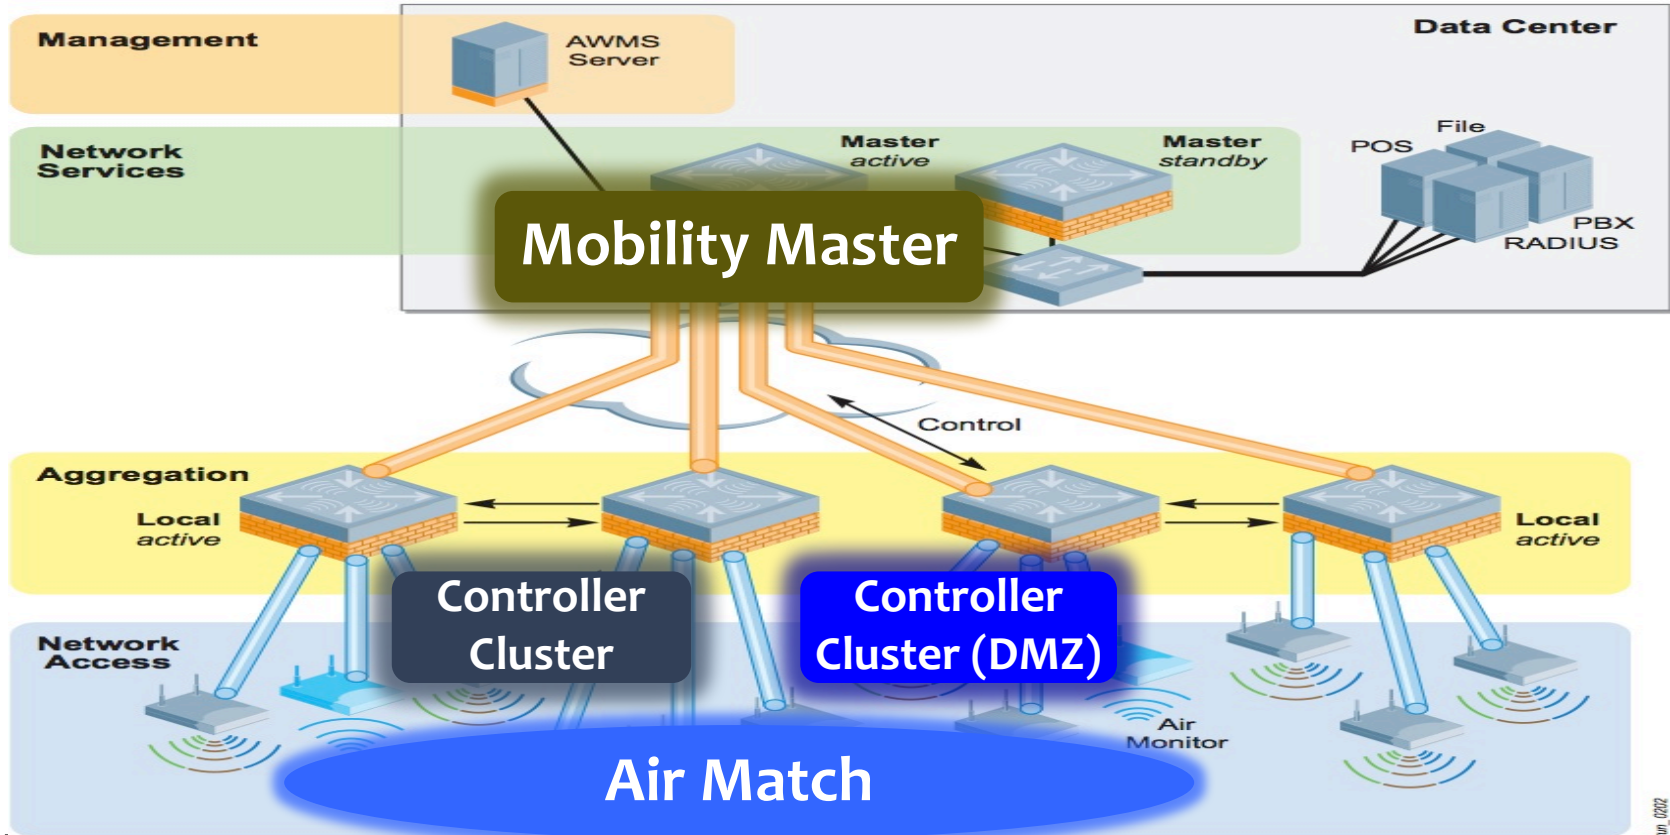 Management
AWMS
Server
Data Center
Network
Services
Master
active
Master
standby
File
POS
PBX
RADIUS
Mobility Master
Control
Aggregation
Local
active
Local
active
Controller
Cluster
Controller
Cluster (DMZ)
Network
Access
Air
Monitor
Air Match